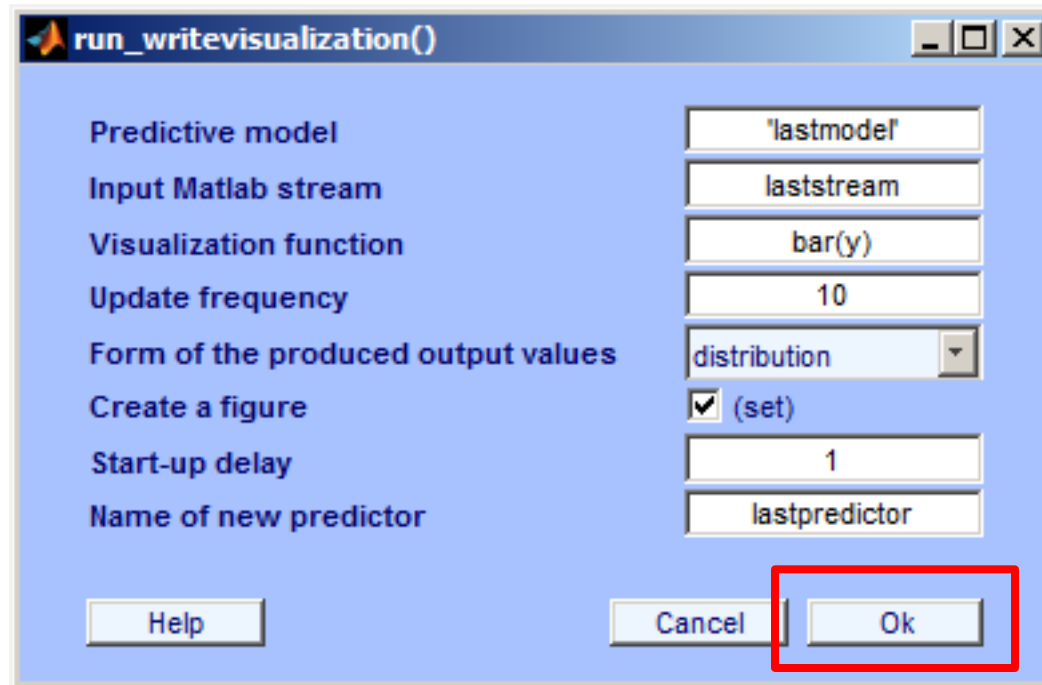 run_writevisualization()
Predictive model 'lastmodel'
Input Matlab stream laststream
Visualization function bar(y)
Update frequency 10
Form of the produced output values distribution
Create a figure (set)
Start-up delay 1
Name of new predictor lastpredictor
Help Cancel Ok